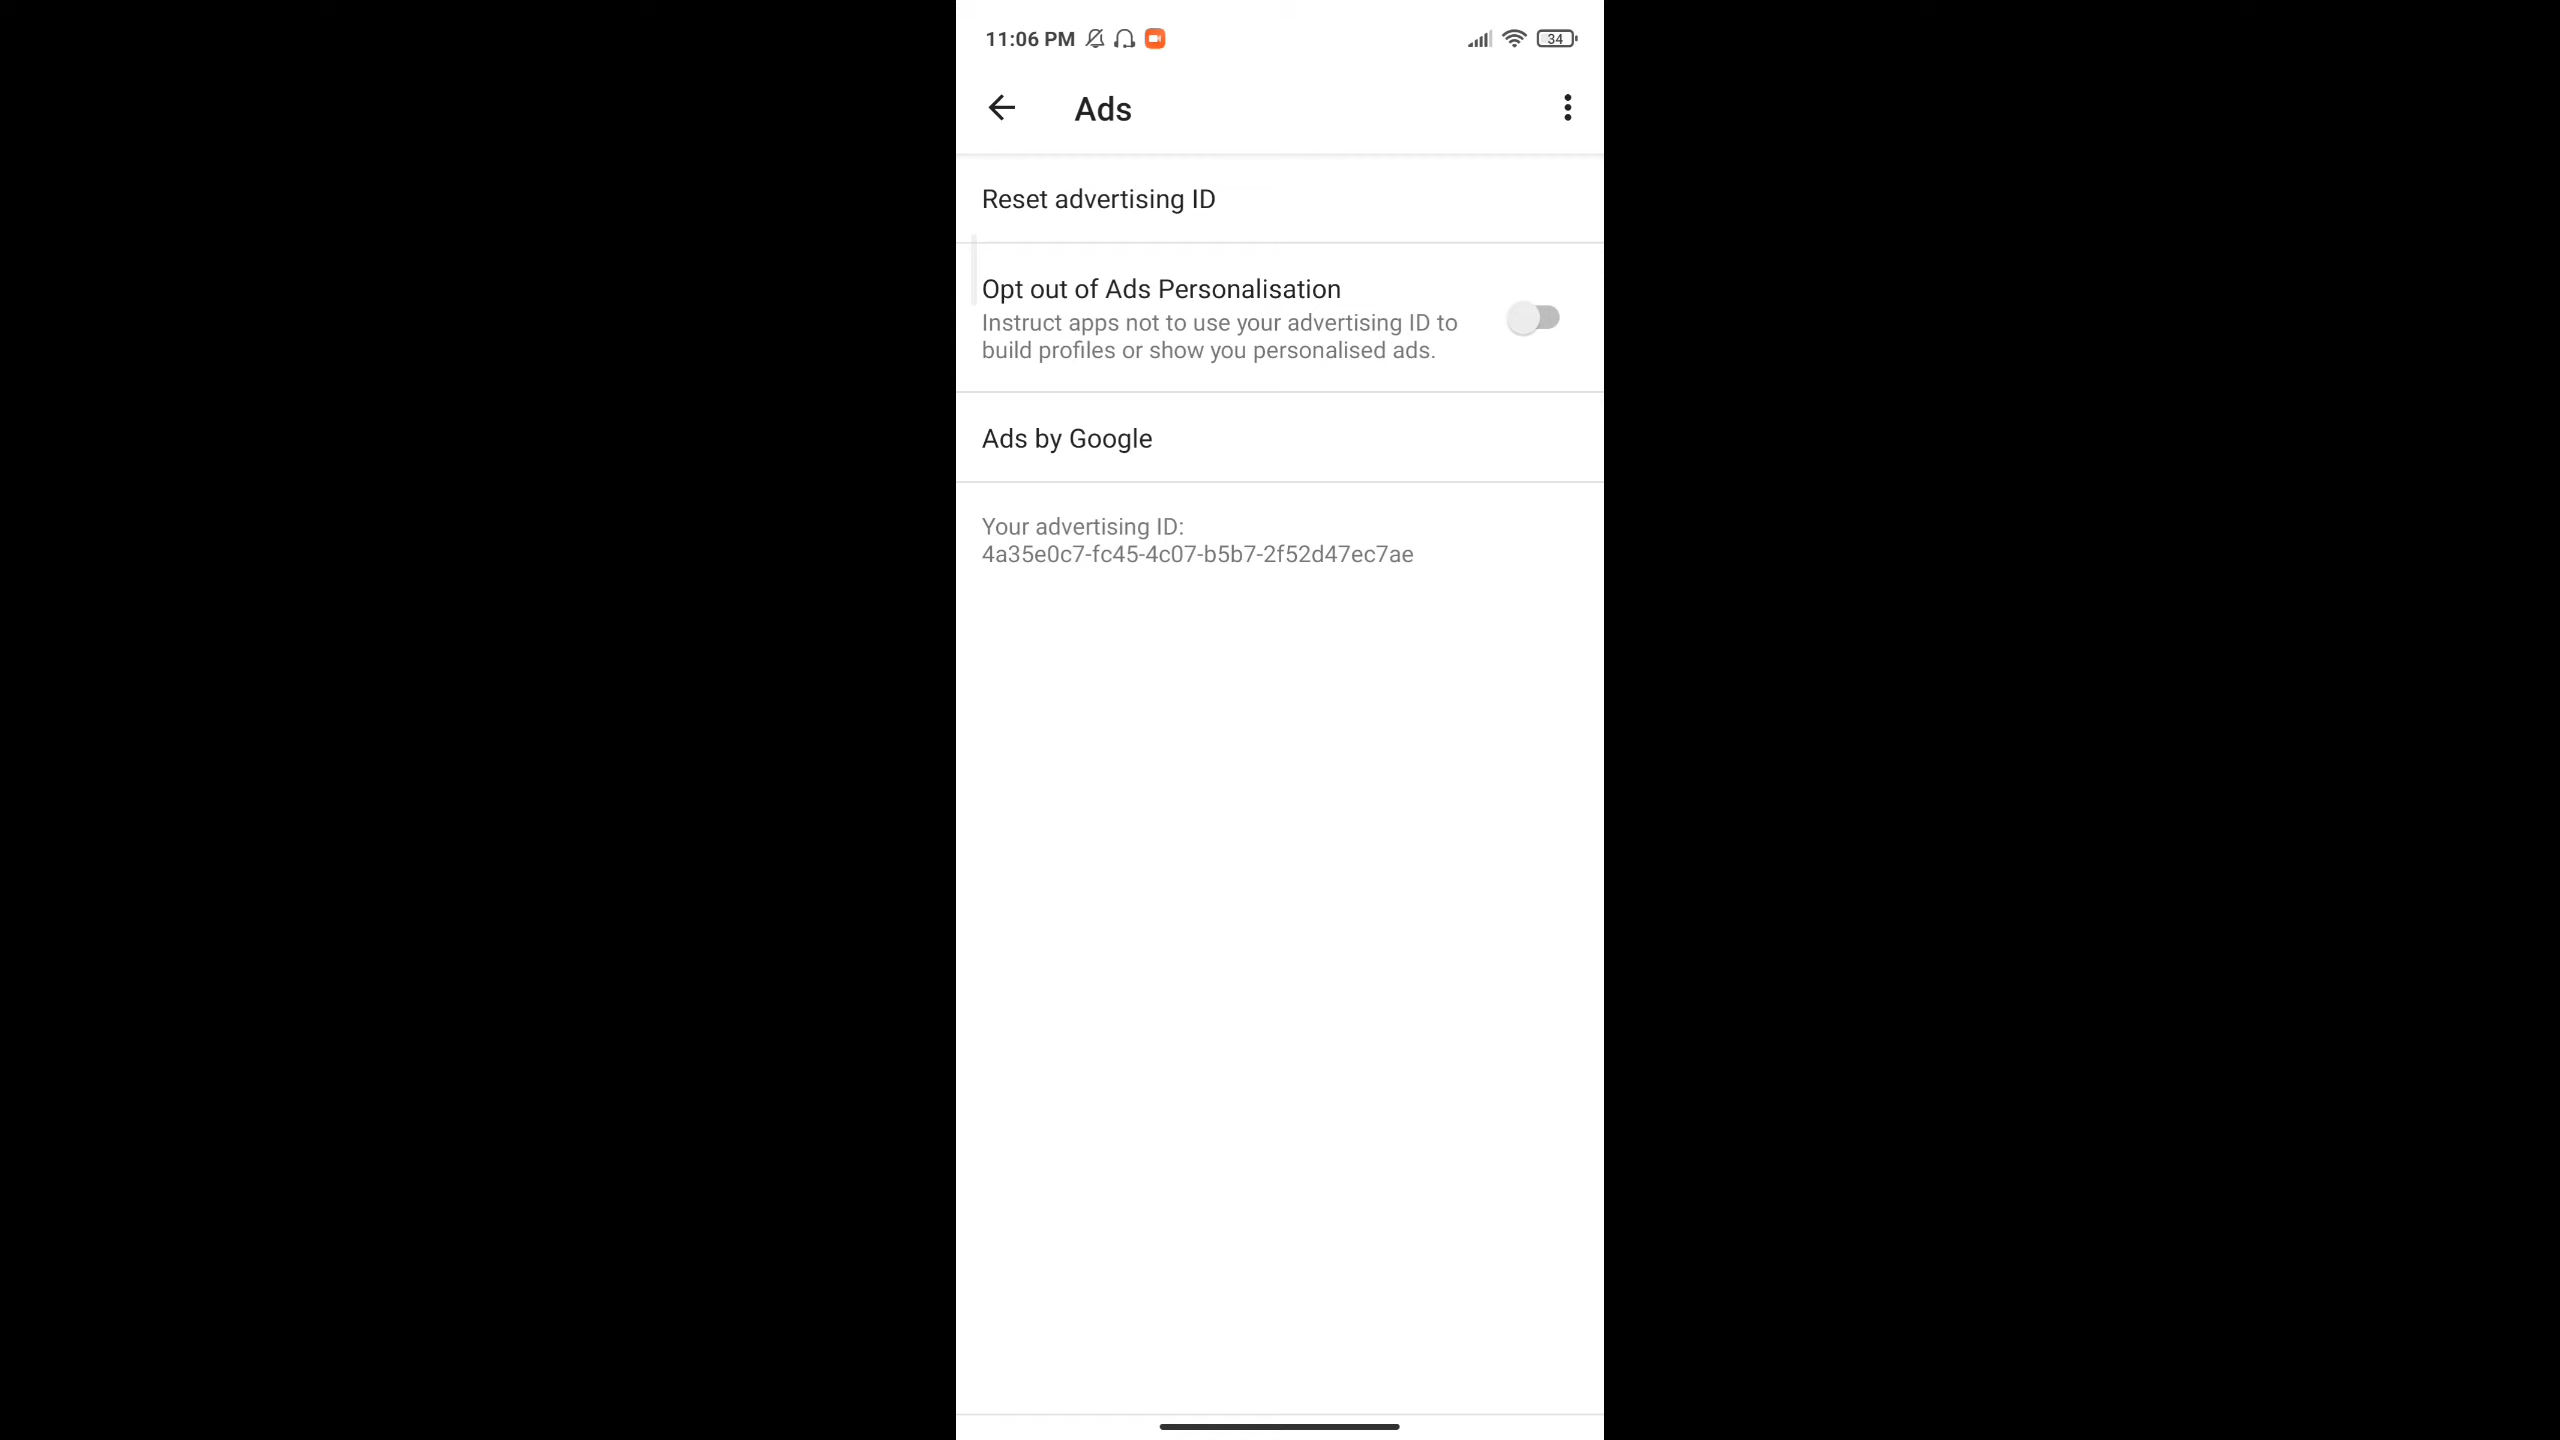 11:06 PM
34
Ads
Reset advertising ID
Opt out of Ads Personalisation
Instruct apps not to use your advertising ID to
build profiles or show you personalised ads.
Ads by Google
Your advertising ID:
4a35e0c7-fc45-4c07-b5b7-2f52d47ec7ae